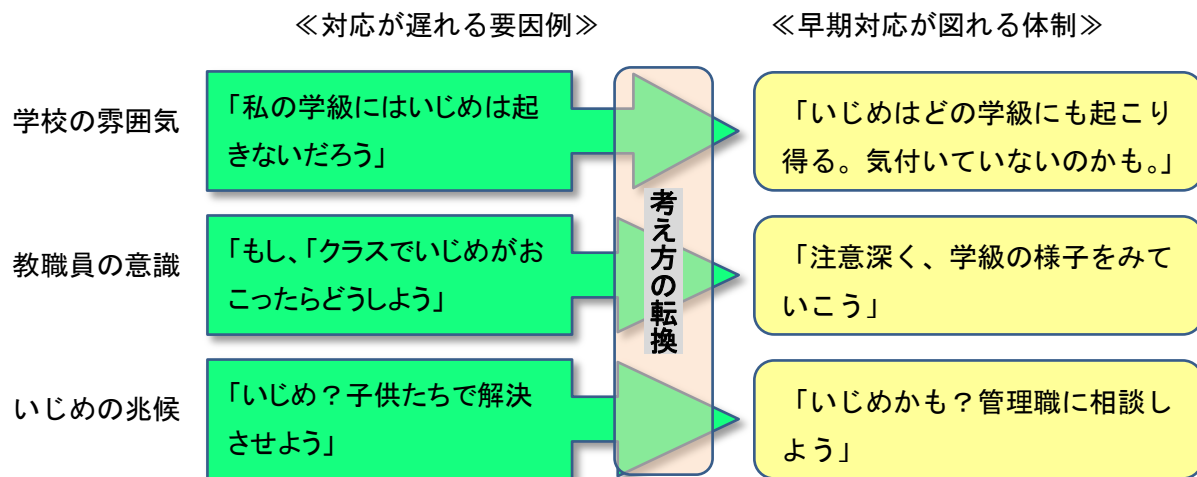 ≪対応が遅れる要因例≫
≪早期対応が図れる体制≫
学校の雰囲気
「私の学級にはいじめは起
きないだろう」
「いじめはどの学級にも起こり
得る。気付いていないのかも。」
教職員の意識
「もし、「クラスでいじめがお
こったらどうしよう」
「注意深く、学級の様子をみて
いこう」
いじめの兆候
「いじめ？子供たちで解決
させよう」
「いじめかも？管理職に相談し
よう」
考え方の転換